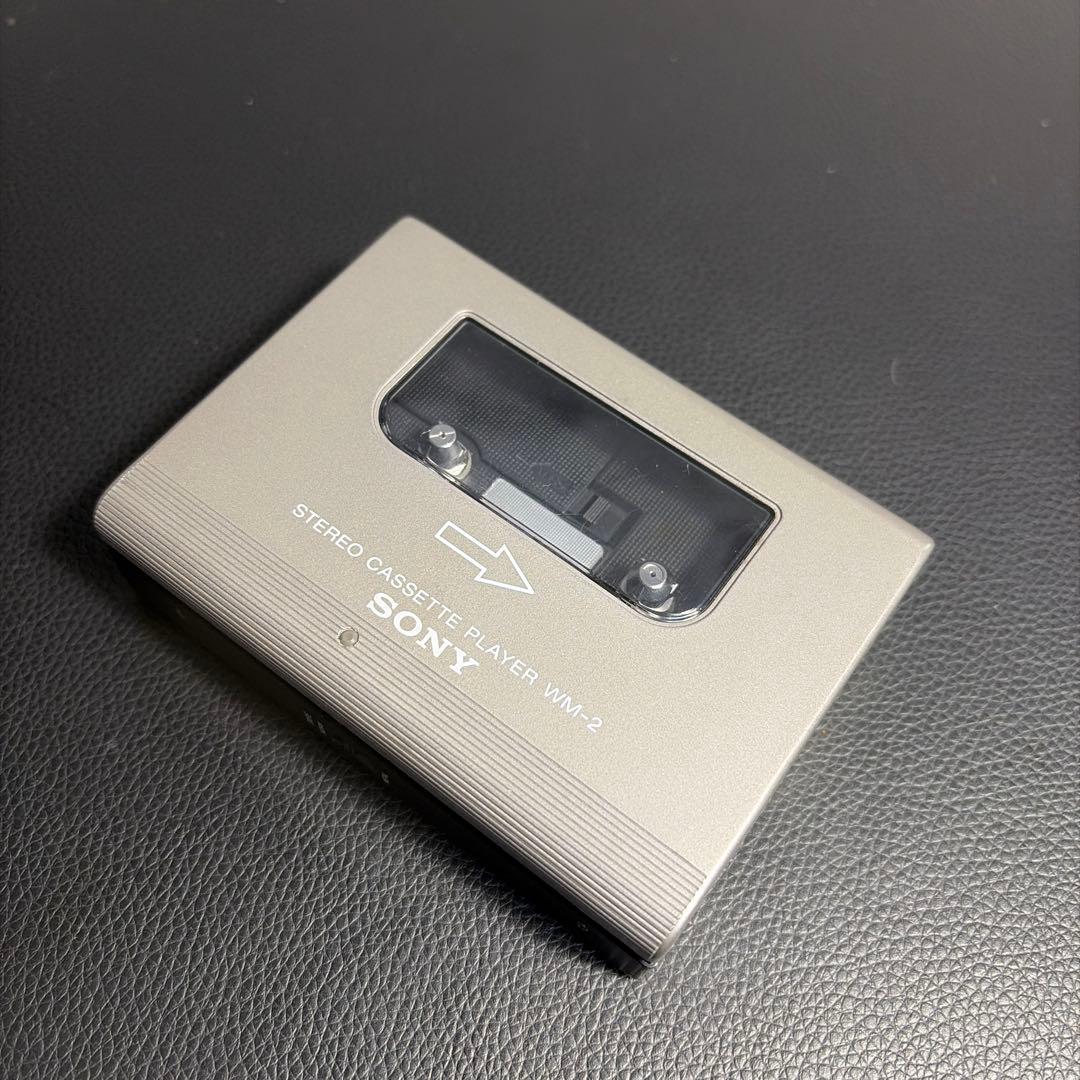 STEREO CASSETTE PLAYER WM-2
SONY